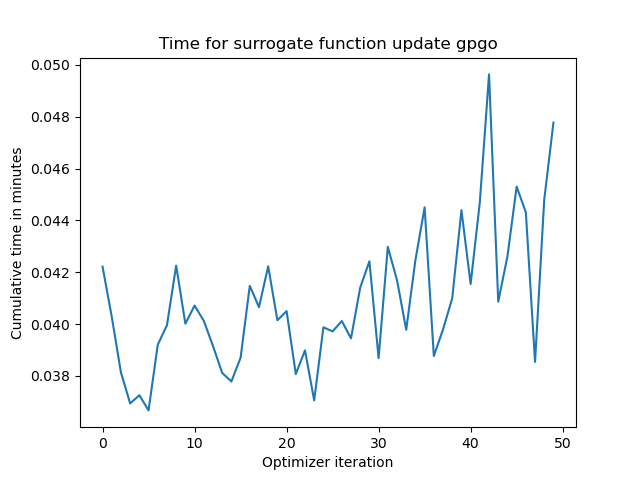 Time for surrogate function update gpgo
Cumulative time in minutes
0.050
0.048
0.046
0.044
0.042
0.040
0.038
0 10 20 30 40 50
Optimizer iteration